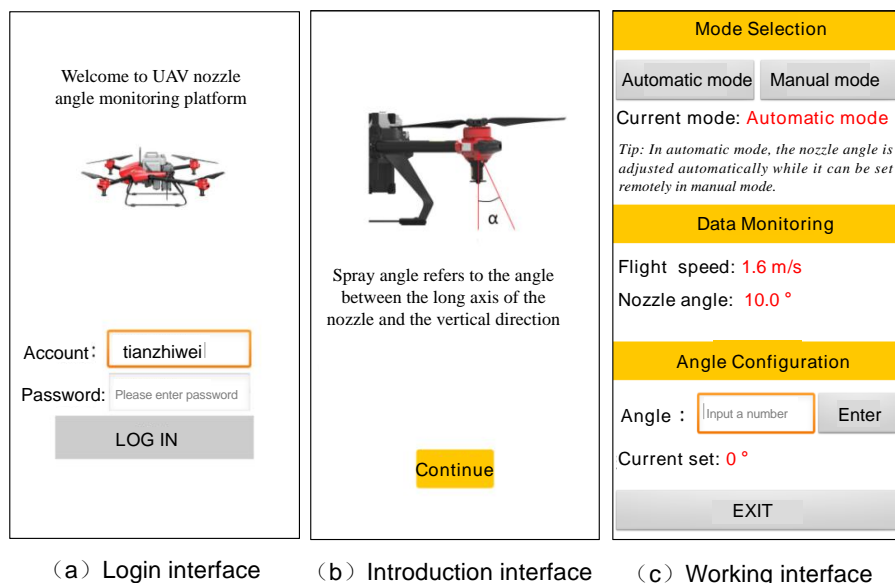 Welcome to UAV nozzle
angle monitoring platform
Account: tianzhiwei
Password: Please enter password
LOG IN
(a) Login interface
α
Spray angle refers to the angle
between the long axis of the
nozzle and the vertical direction
Continue
(b) Introduction interface
Mode Selection
Automatic mode Manual mode
Current mode: Automatic mode
Tip: In automatic mode, the nozzle angle is
adjusted automatically while it can be set
remotely in manual mode.
Data Monitoring
Flight speed: 1.6 m/s
Nozzle angle: 10.0 °
Angle Configuration
Angle : Input a number Enter
Current set: 0 °
EXIT
(c) Working interface